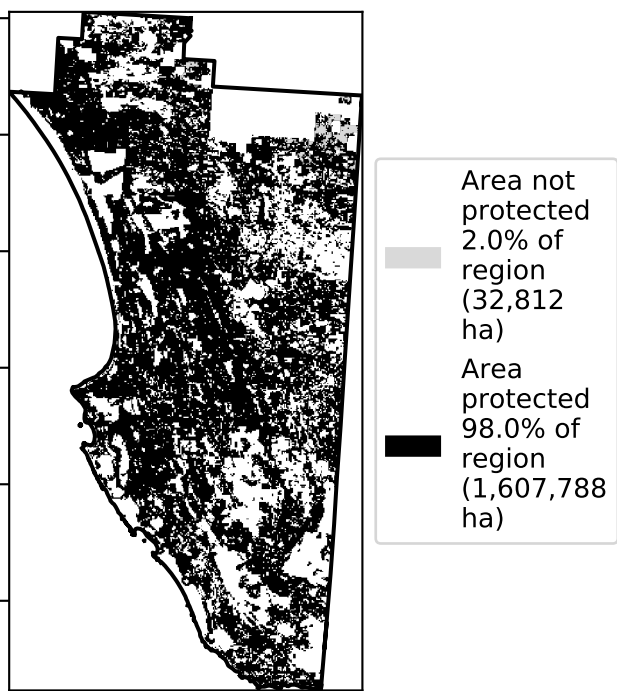 Area not
protected
2.0% of
region
(32,812
ha)
Area
protected
98.0% of
region
(1,607,788
ha)